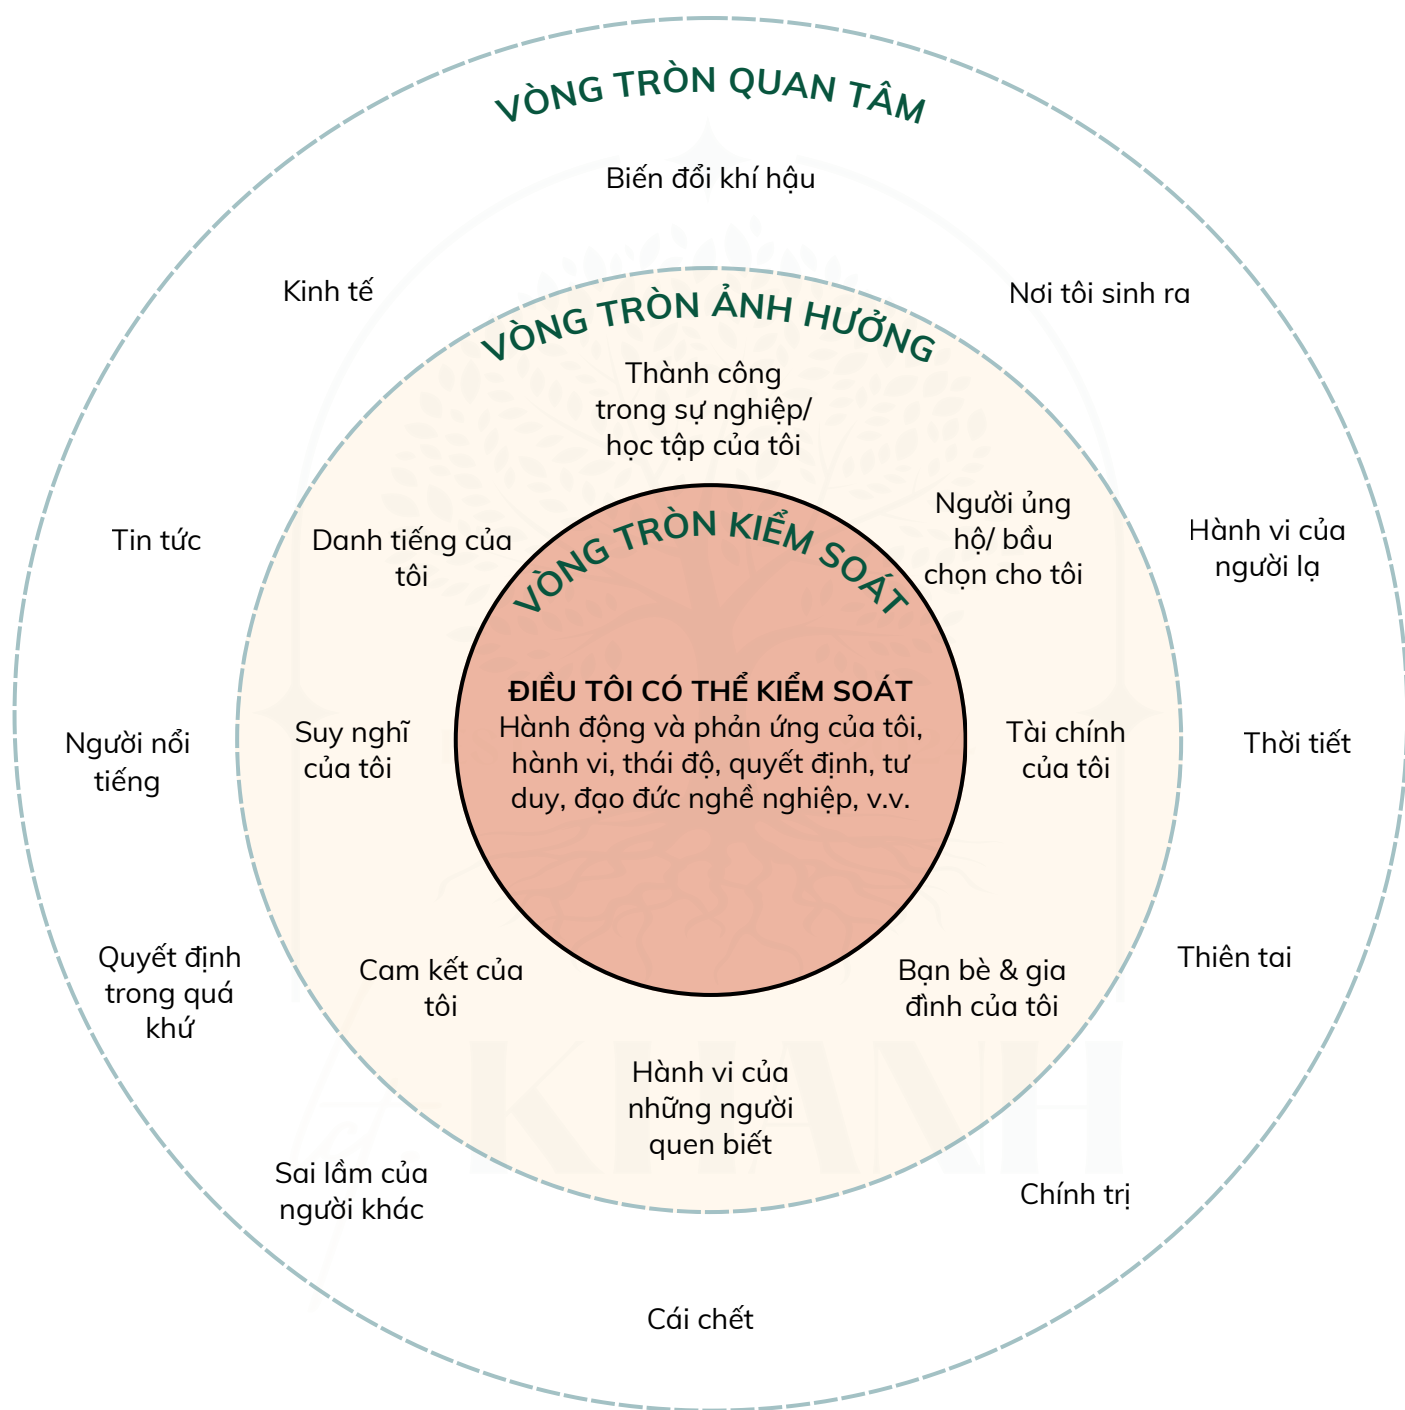 VÒNG TRÒN QUAN TÂM
Biến đổi khí hậu
Kinh tế
Nơi tôi sinh ra
Tin tức
Hành vi của
người lạ
Người nổi
tiếng
Thời tiết
Quyết định
trong quá
khứ
Thiên tai
Sai lầm của
người khác
Chính trị
Cái chết
VÒNG TRÒN ẢNH HƯỞNG
Thành công
trong sự nghiệp/
học tập của tôi
Danh tiếng của
tôi
Người ủng
hộ/ bầu
chọn cho tôi
Suy nghĩ
của tôi
Tài chính
của tôi
Cam kết của
tôi
Bạn bè & gia
đình của tôi
Hành vi của
những người
quen biết
VÒNG TRÒN KIỂM SOÁT
ĐIỀU TÔI CÓ THỂ KIỂM SOÁT
Hành động và phản ứng của tôi,
hành vi, thái độ, quyết định, tư
duy, đạo đức nghề nghiệp, v.v.
KHANH